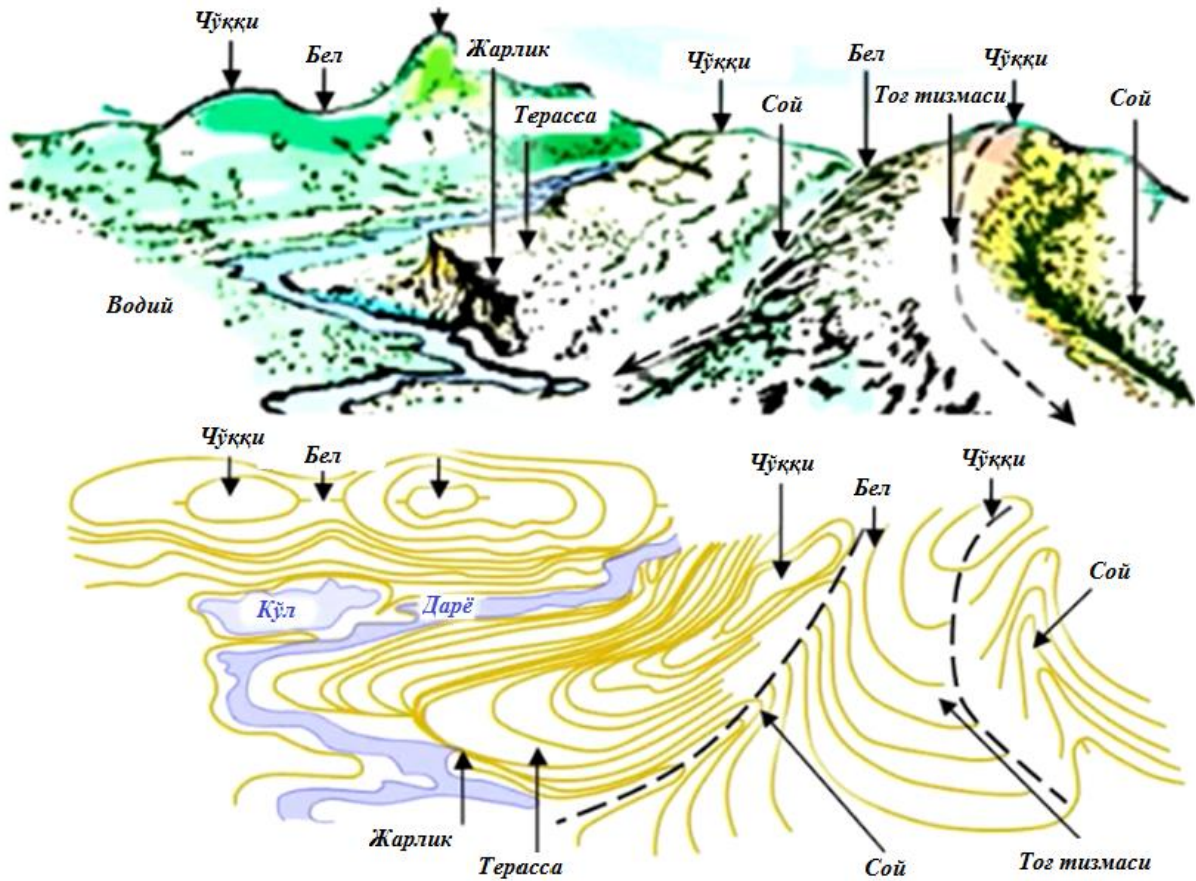 Чўққи
Бел
Жарлик
Чўққи
Бел
Чўққи
Терасса
Сой
Тоғ тизмаси
Сой
Водий
Чўққи
Бел
Чўққи
Бел
Чўққи
Сой
Кўл
Дарё
Жарлик
Терасса
Сой
Тоғ тизмаси